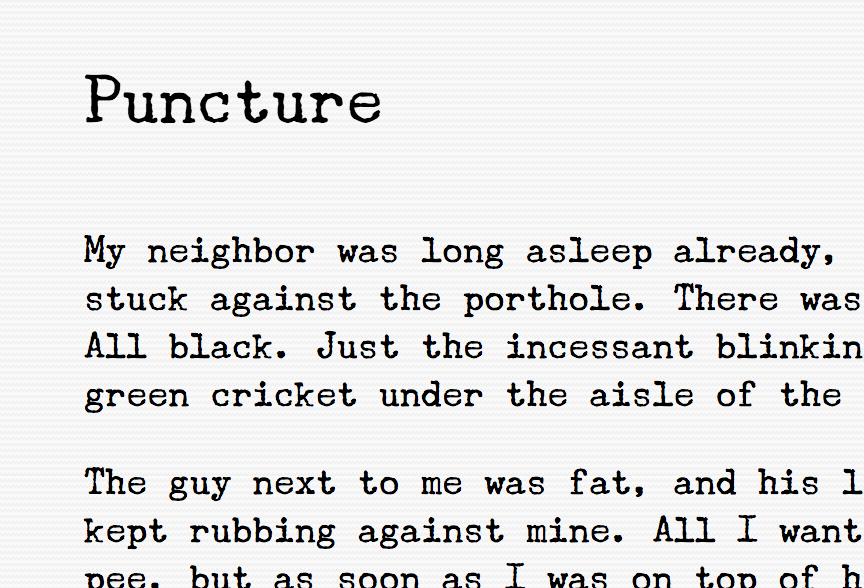 Puncture
My neighbor was long asleep already,
stuck against the porthole. There was
All black. Just the incessant blinkin
green cricket under the aisle of the
The guy next to me was fat, and his l
kept rubbing against mine. All I want
pee, but as soon as I was on top of h